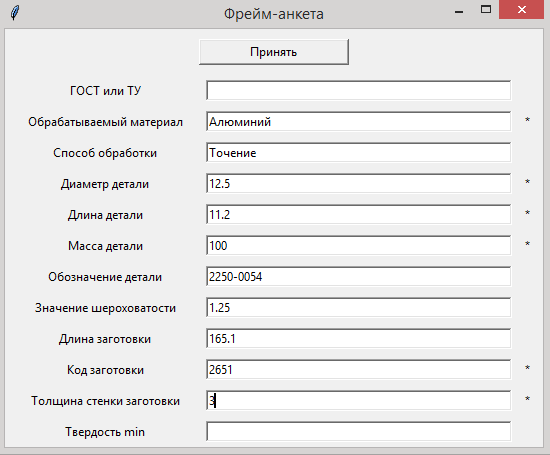 Фрейм-анкета
Принять
ГОСТ или ТУ
Обрабатываемый материал Алюминий *
Способ обработки Точение
Диаметр детали 12.5 *
Длина детали 11.2 *
Масса детали 100 *
Обозначение детали 2250-0054
Значение шероховатости 1.25
Длина заготовки 165.1
Код заготовки 2651 *
Толщина стенки заготовки 3 *
Твердость min